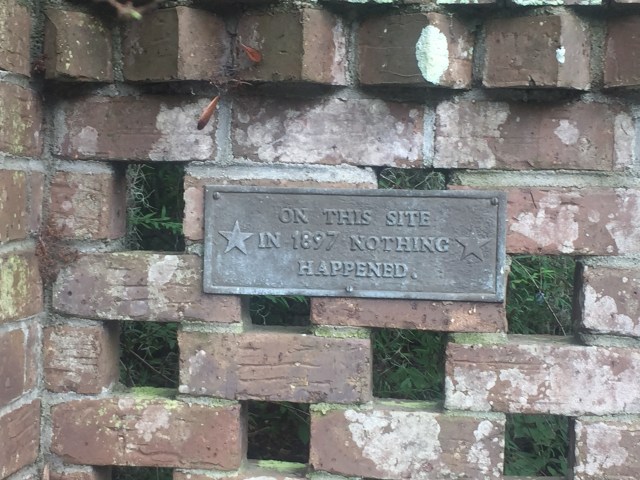 ON THIS SITE
IN 1897 NOTHING
HAPPENED.